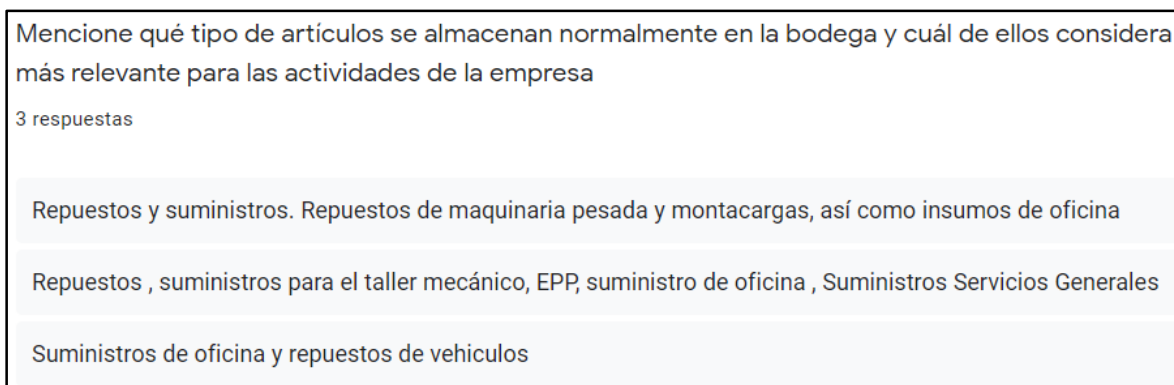 Mencione qué tipo de artículos se almacenan normalmente en la bodega y cuál de ellos considera
más relevante para las actividades de la empresa
3 respuestas
Repuestos y suministros. Repuestos de maquinaria pesada y montacargas, así como insumos de oficina
Repuestos , suministros para el taller mecánico, EPP, suministro de oficina , Suministros Servicios Generales
Suministros de oficina y repuestos de vehiculos